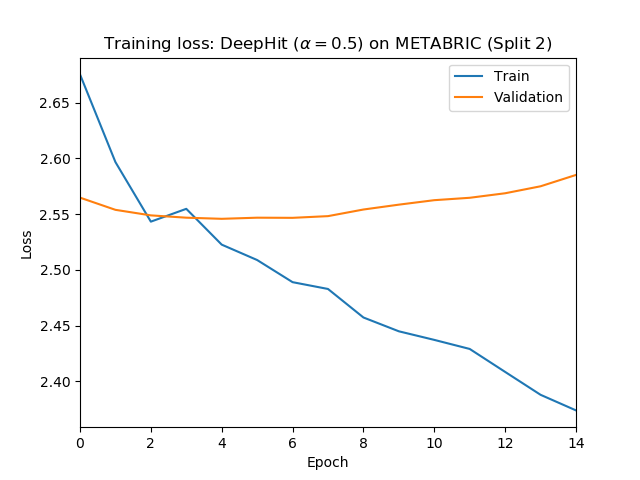 Training loss: DeepHit (α = 0.5) on METABRIC (Split 2)
Train
Validation
2.65
2.60
2.55
2.50
2.45
2.40
Loss
0 2 4 6 8 10 12 14
Epoch